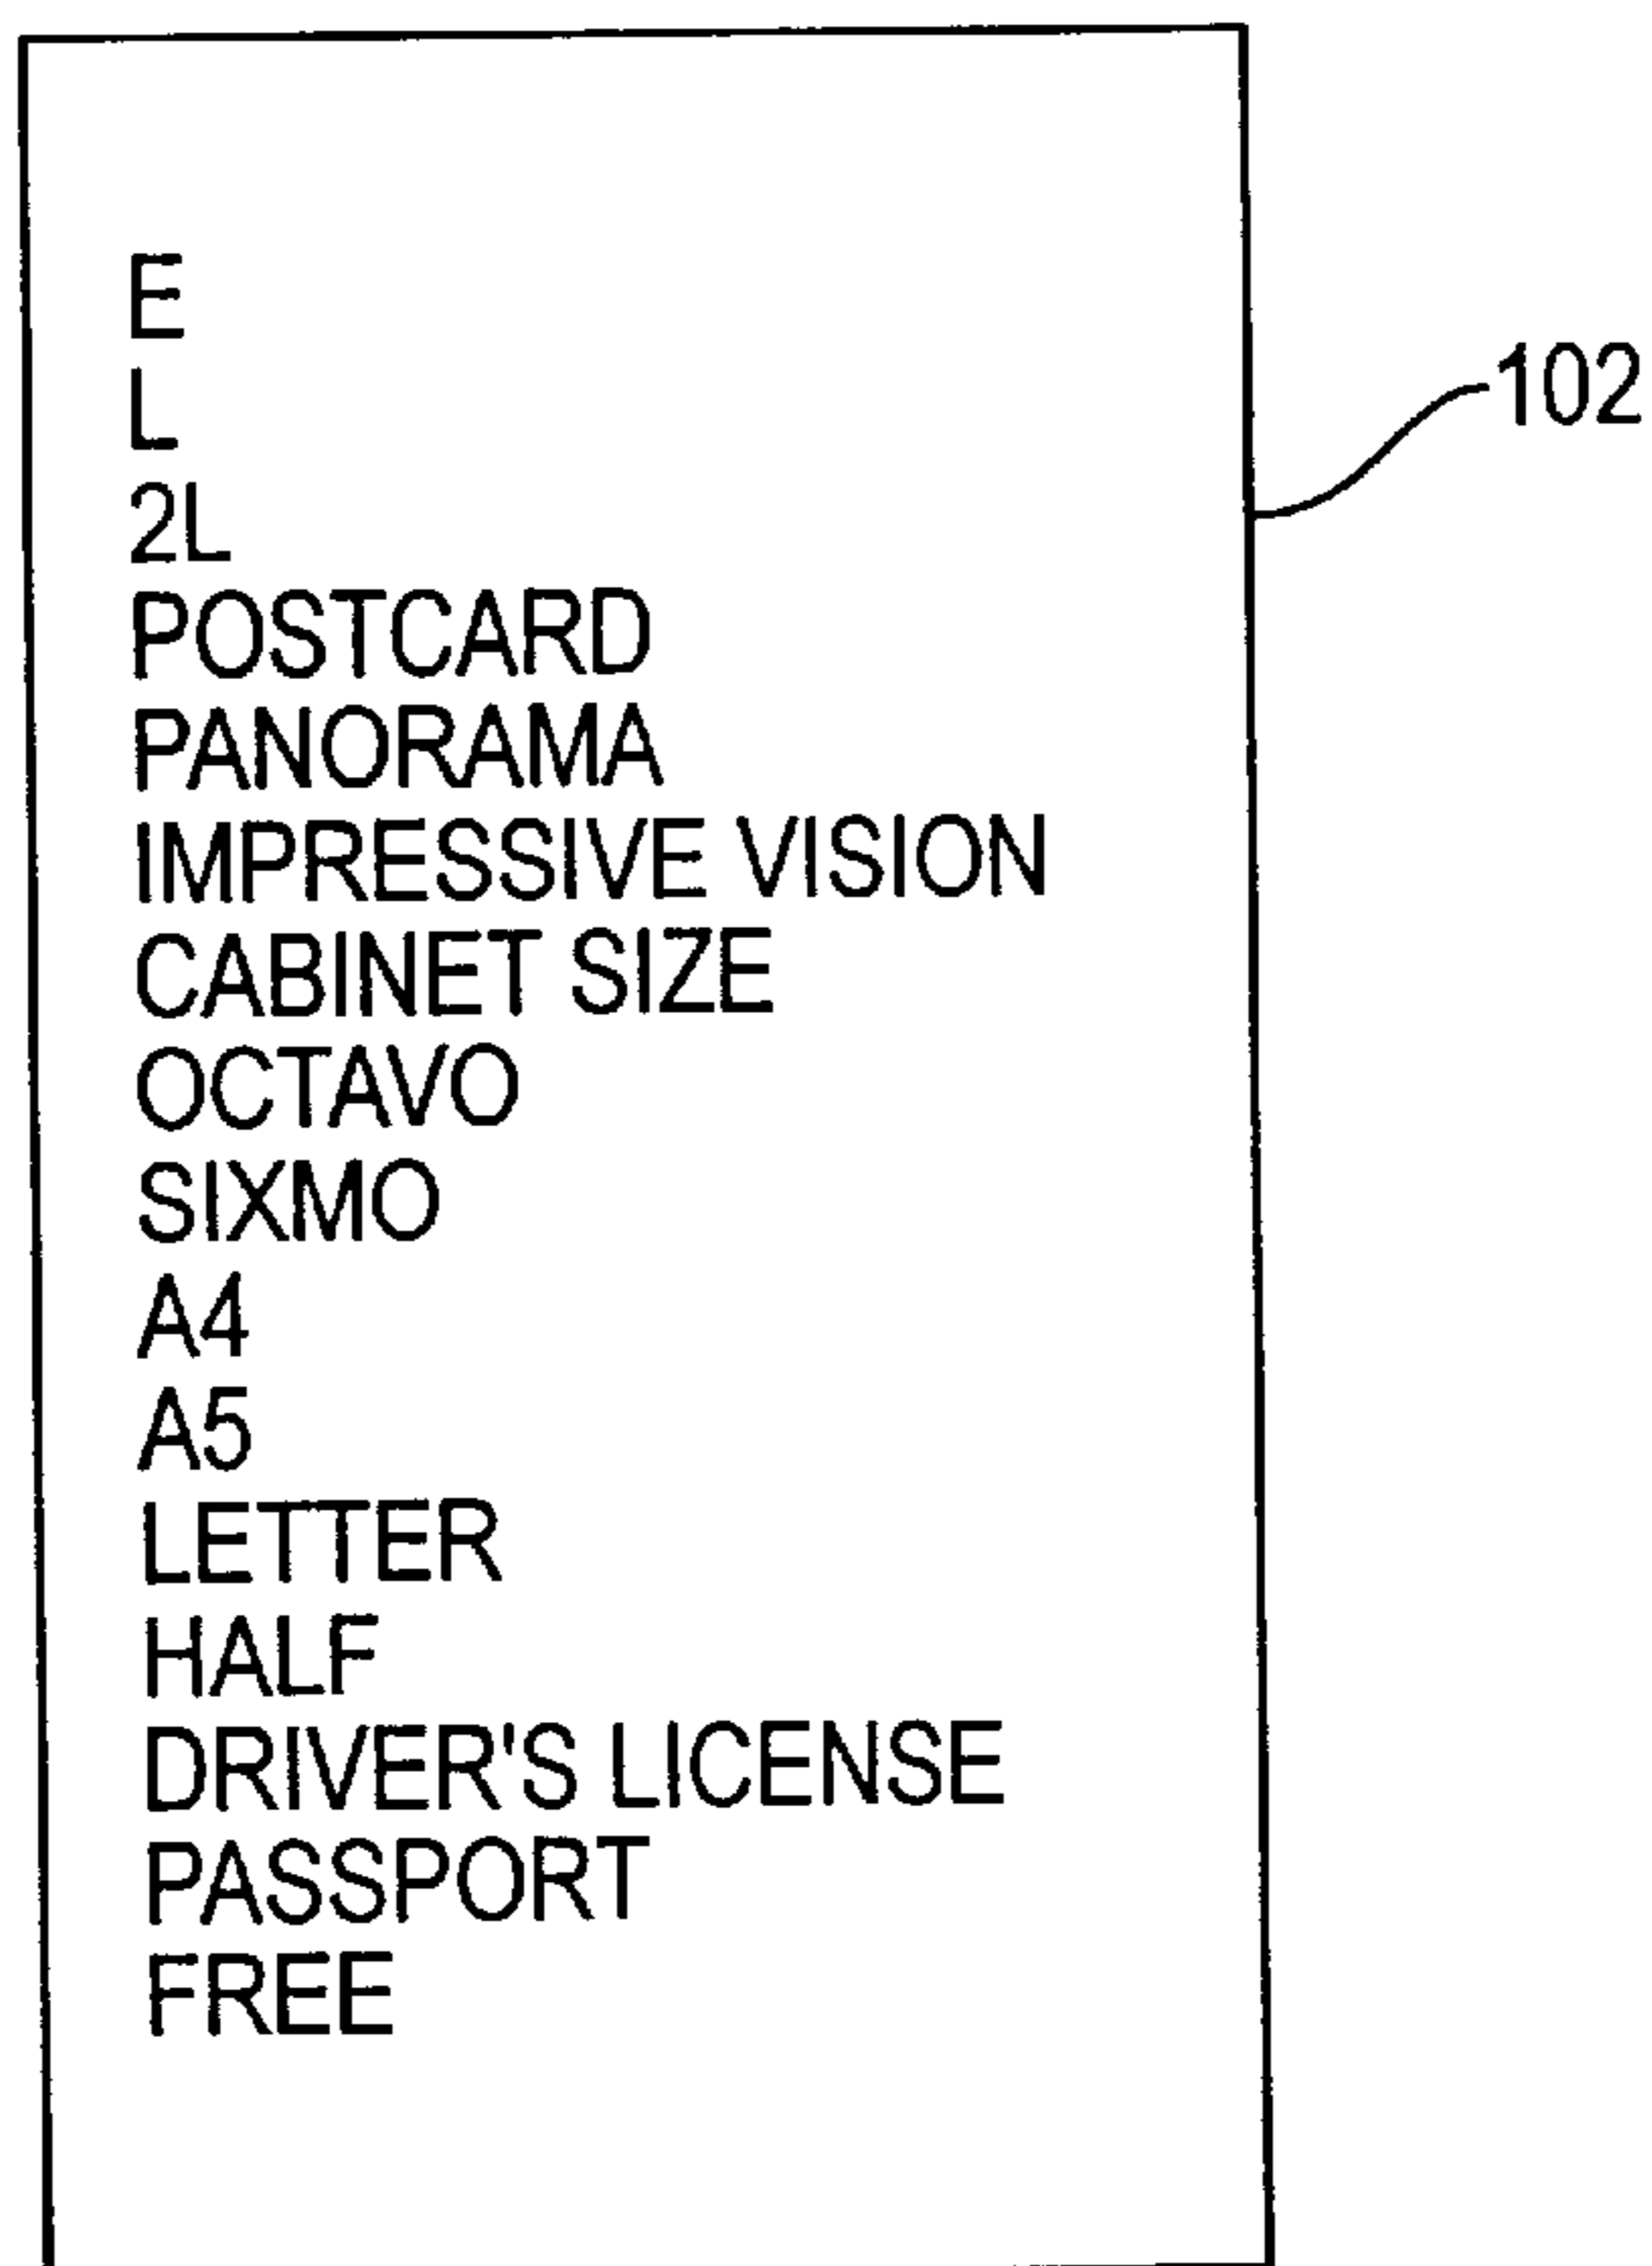 E
L
2L
POSTCARD
PANORAMA
IMPRESSIVE VISION
CABINET SIZE
OCTAVO
SIXMO
A4
A5
LETTER
HALF
DRIVER'S LICENSE
PASSPORT
FREE
102